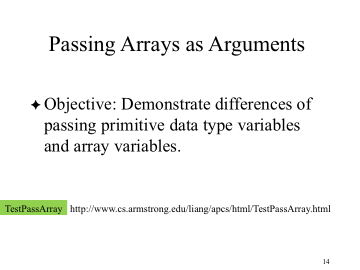 Passing Arrays as Arguments
Objective: Demonstrate differences of
passing primitive data type variables
and array variables.
TestPassArray http://www.cs.armstrong.edu/liang/apcs/html/TestPassArray.html
14